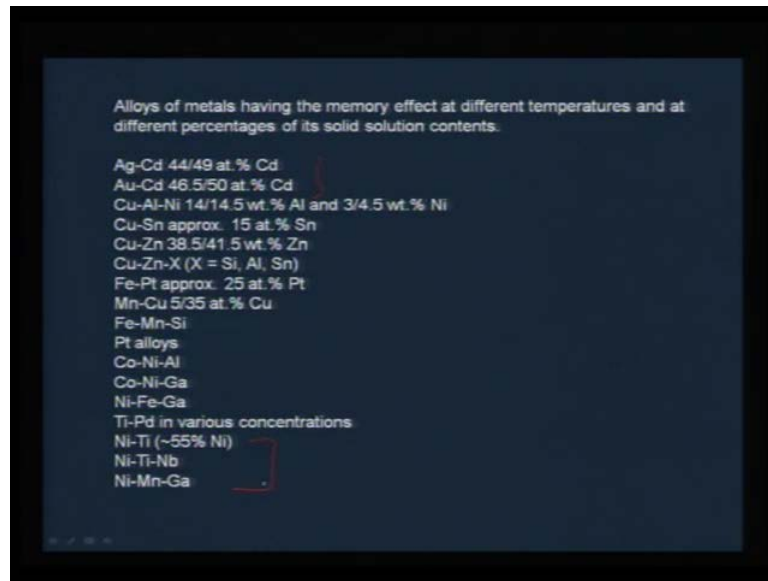 Alloys of metals having the memory effect at different temperatures and at
different percentages of its solid solution contents.
Ag-Cd 44/49 at.% Cd
Au-Cd 46.5/50 at.% Cd
Cu-Al-Ni 14/14.5 wt.% Al and 3/4.5 wt.% Ni
Cu-Sn approx. 15 at.% Sn
Cu-Zn 38.5/41.5 wt.% Zn
Cu-Zn-X (X = Si, Al, Sn)
Fe-Pt approx. 25 at.% Pt
Mn-Cu 5/35 at.% Cu
Fe-Mn-Si
Pt alloys
Co-Ni-Al
Co-Ni-Ga
Ni-Fe-Ga
Ti-Pd in various concentrations
Ni-Ti (~55% Ni)
Ni-Ti-Nb
Ni-Mn-Ga